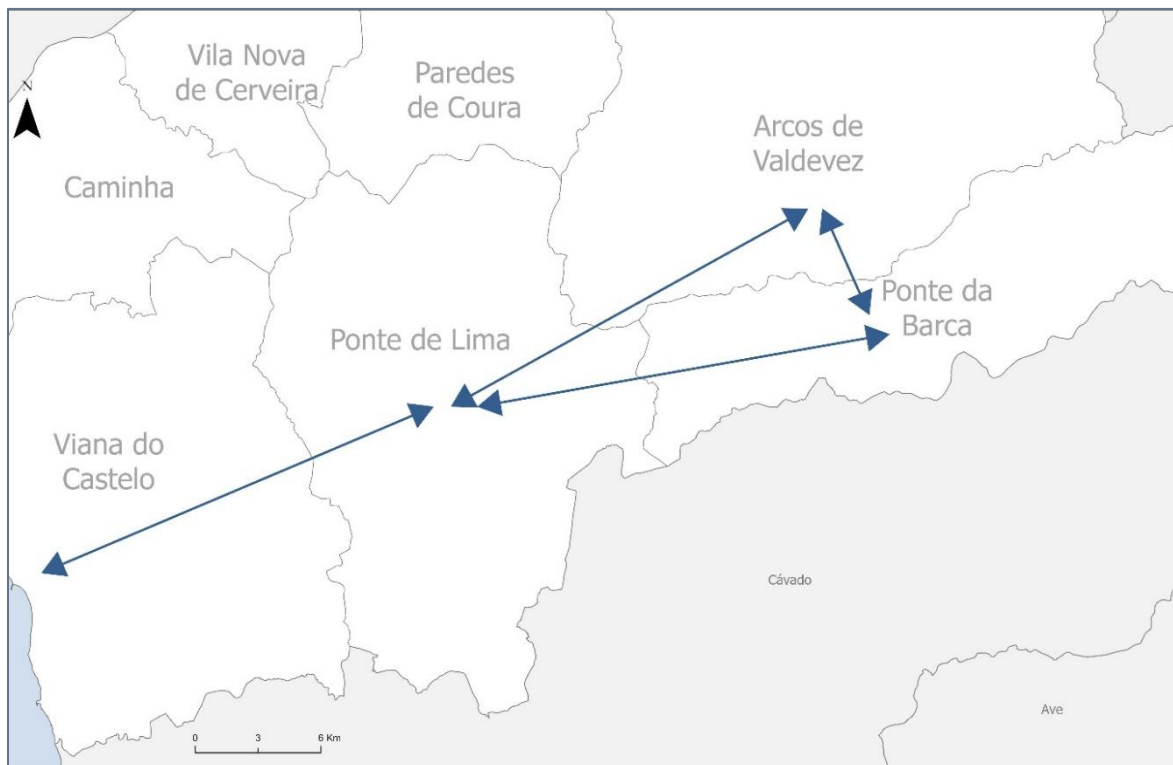 Vila Nova
de Cerveira
Paredes
de Coura
N
Arcos de
Valdevez
Caminha
Ponte da
Barca
Ponte de Lima
Viana do
Castelo
Cávado
Ave
0 3 6 Km